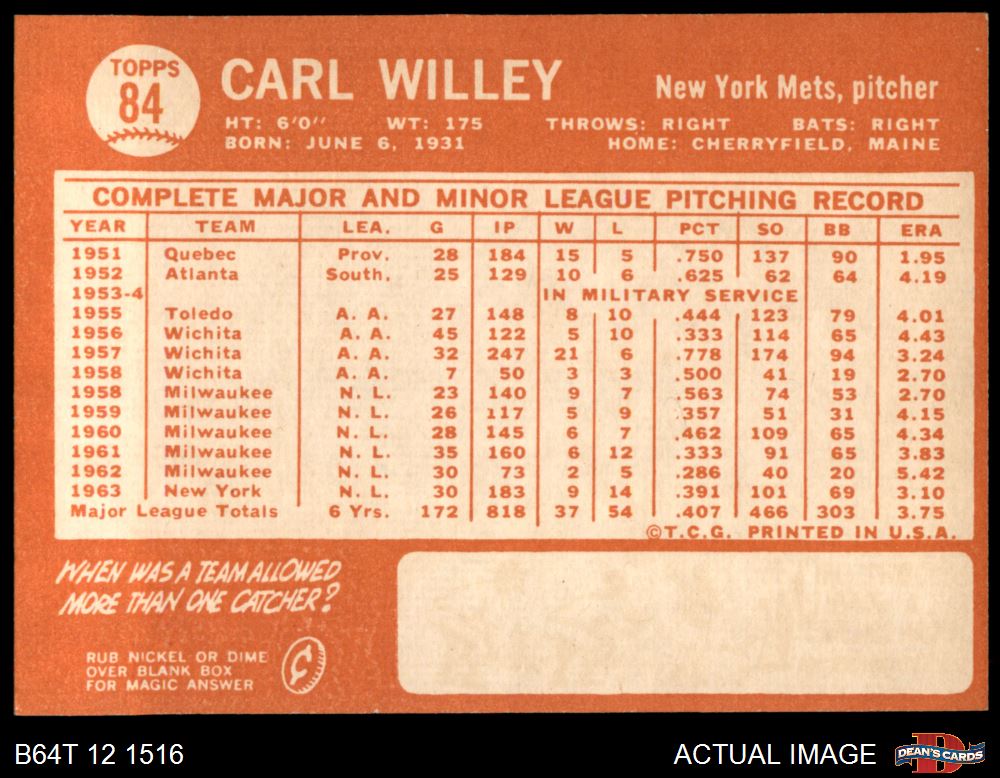 TOPPS
84
CARL WILLEY
New York Mets, pitcher
HT: 6'0" WT: 175 THROWS: RIGHT BATS: RIGHT
BORN: JUNE 6, 1931 HOME: CHERRYFIELD, MAINE
COMPLETE MAJOR AND MINOR LEAGUE PITCHING RECORD
YEAR TEAM LEA. G IP W L PCT SO BB ERA
1951 Quebec Prov. 28 184 15 5 .750 137 90 1.95
1952 Atlanta South. 25 129 10 6 .625 62 64 4.19
1953-4 IN MILITARY SERVICE
1955 Toledo A. A. 27 148 8 10 .444 123 79 4.01
1956 Wichita A. A. 45 122 5 10 .333 114 65 4.43
1957 Wichita A. A. 32 247 21 6 .778 174 94 3.24
1958 Wichita A. A. 7 50 3 3 .500 41 19 2.70
1958 Milwaukee N. L. 23 140 9 7 .563 74 53 2.70
1959 Milwaukee N. L. 26 117 5 9 .357 51 31 4.15
1960 Milwaukee N. L. 28 145 6 7 .462 109 65 4.34
1961 Milwaukee N. L. 35 160 6 12 .333 91 65 3.83
1962 Milwaukee N. L. 30 73 2 5 .286 40 20 5.42
1963 New York N. L. 30 183 9 14 .391 101 69 3.10
Major League Totals 6 Yrs. 172 818 37 54 .407 466 303 3.75
©T.C.G. PRINTED IN U.S.A.
WHEN WAS A TEAM ALLOWED
MORE THAN ONE CATCHER?
RUB NICKEL OR DIME
OVER BLANK BOX
FOR MAGIC ANSWER
¢
B64T 12 1516
ACTUAL IMAGE
D
DEAN'S CARDS